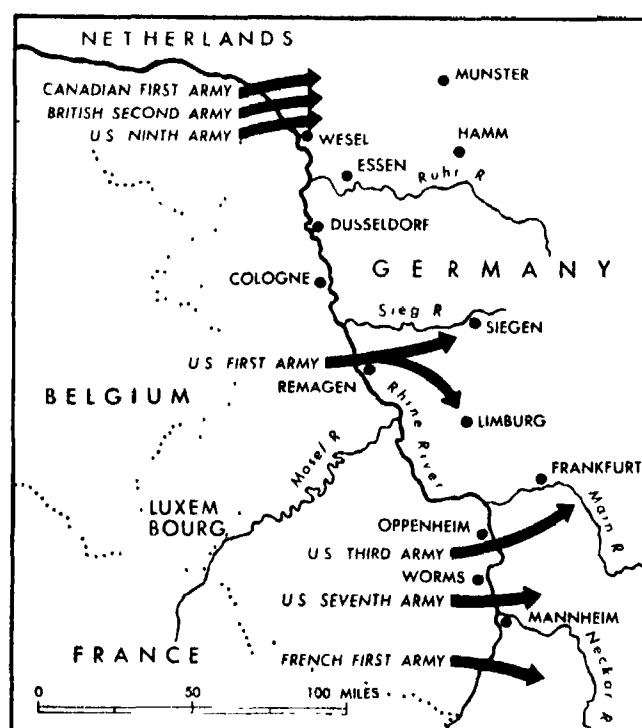 NETHERLANDS
CANADIAN FIRST ARMY
MUNSTER
BRITISH SECOND ARMY
US NINTH ARMY
WESEL
HAMM
ESSEN
Ruhr R
DUSSELDORF
GERMANY
COLOGNE
Sieg R
SIEGEN
US FIRST ARMY
REMAGEN
BELGIUM
Rhine River
LIMBURG
Mosel R
FRANKFURT
LUXEM
BOURG
Main R
OPPENHEIM
US THIRD ARMY
WORMS
US SEVENTH ARMY
MANNHEIM
FRANCE
FRENCH FIRST ARMY
Neckar R
0 50 100 MILES